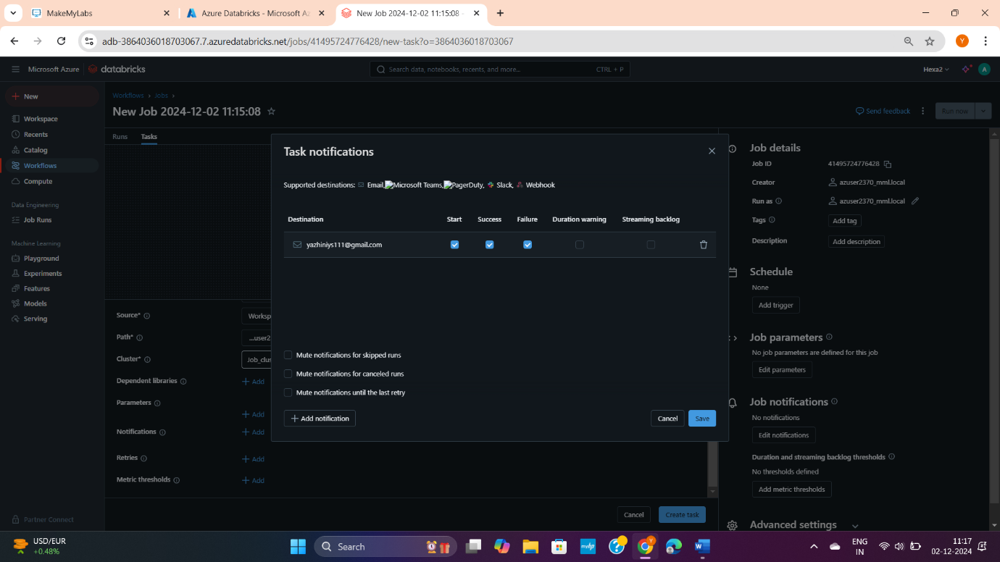 MakeMyLabs
Azure Databricks - Microsoft Az
New Job 2024-12-02 11:15:08 -
adb-3864036018703067.7.azuredatabricks.net/jobs/41495724776428/new-task?o=3864036018703067
Y
Microsoft Azure
databricks
Search data, notebooks, recents, and more...
CTRL + P
Hexa2
A
New
Workspace
Recents
Catalog
Workflows
Compute
Data Engineering
Job Runs
Machine Learning
Playground
Experiments
Features
Models
Serving
Partner Connect
Workflows › Jobs ›
New Job 2024-12-02 11:15:08
Send feedback
Run now
Runs
Tasks
Source*
Worksp
Path*
...user2
Cluster*
Job_clus
Dependent libraries
+ Add
Parameters
+ Add
Notifications
+ Add
Retries
+ Add
Metric thresholds
+ Add
Cancel
Create task
Task notifications
Supported destinations: Email, Microsoft Teams, PagerDuty, Slack, Webhook
Destination Start Success Failure Duration warning Streaming backlog
yazhiniys111@gmail.com
Mute notifications for skipped runs
Mute notifications for canceled runs
Mute notifications until the last retry
+ Add notification
Cancel
Save
Job details
Job ID 41495724776428
Creator azuser2370_mml.local
Run as azuser2370_mml.local
Tags Add tag
Description Add description
Schedule
None
Add trigger
Job parameters
No job parameters are defined for this job
Edit parameters
Job notifications
No notifications
Edit notifications
Duration and streaming backlog thresholds
No thresholds defined
Add metric thresholds
Advanced settings
USD/EUR
+0.48%
Search
myhp
ENG
IN
11:17
02-12-2024